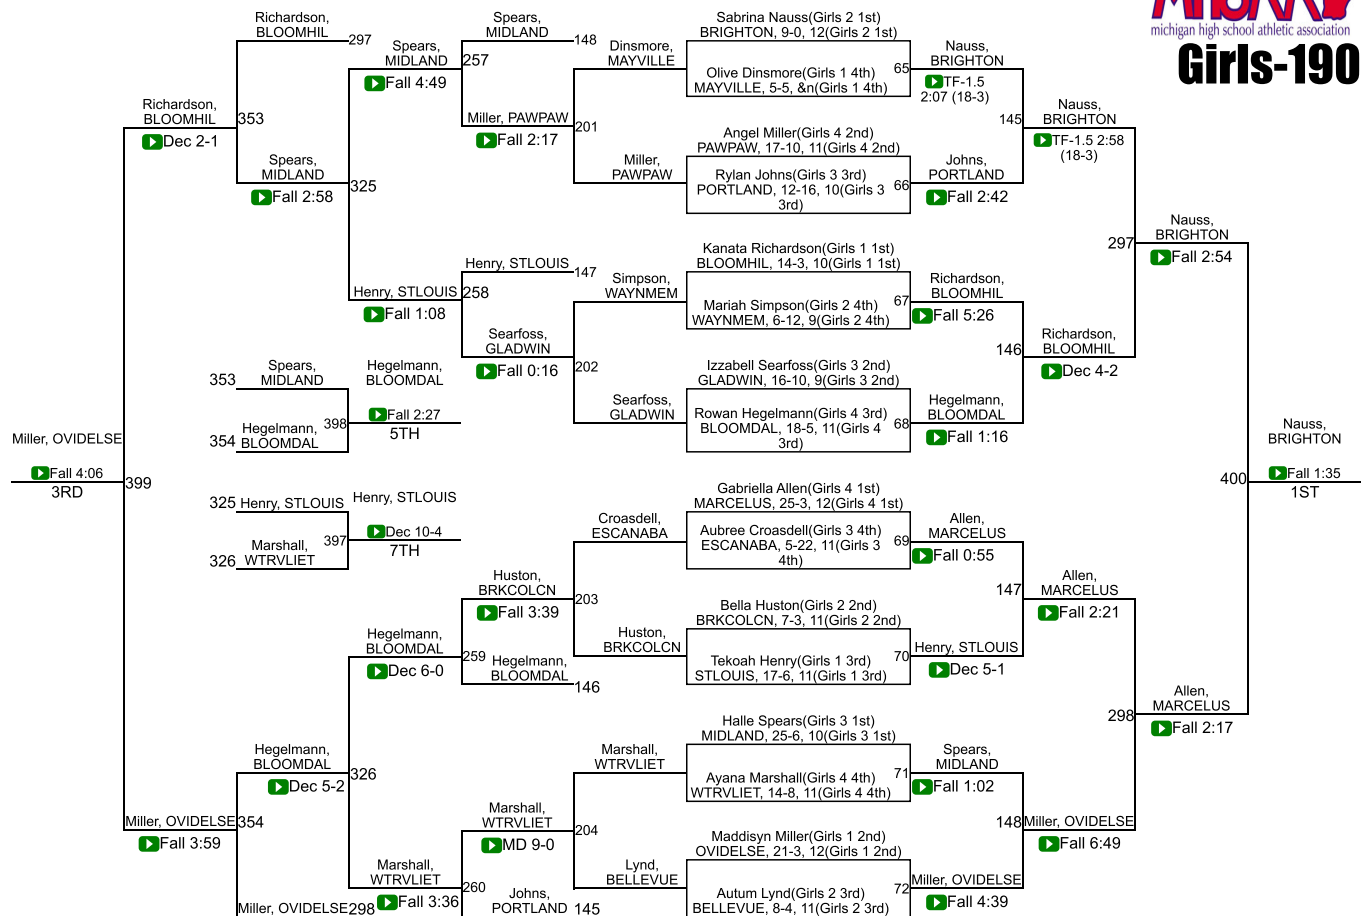 michigan high school athletic association
Girls-190
Richardson,
BLOOMHIL
297
Spears,
MIDLAND
148
Spears,
MIDLAND
257
Fall 4:49
Dinsmore,
MAYVILLE
Sabrina Nauss(Girls 2 1st)
BRIGHTON, 9-0, 12(Girls 2 1st)
Olive Dinsmore(Girls 1 4th)
MAYVILLE, 5-5, &n(Girls 1 4th)
65
Nauss,
BRIGHTON
TF-1.5
2:07 (18-3)
Richardson,
BLOOMHIL
353
Dec 2-1
Miller, PAWPAW
201
Fall 2:17
Angel Miller(Girls 4 2nd)
PAWPAW, 17-10, 11(Girls 4 2nd)
145
Nauss,
BRIGHTON
TF-1.5 2:58
(18-3)
Spears,
MIDLAND
325
Fall 2:58
Miller,
PAWPAW
Rylan Johns(Girls 3 3rd)
PORTLAND, 12-16, 10(Girls 3
3rd)
66
Johns,
PORTLAND
Fall 2:42
Nauss,
BRIGHTON
297
Fall 2:54
Henry, STLOUIS
147
Simpson,
WAYNMEM
Kanata Richardson(Girls 1 1st)
BLOOMHIL, 14-3, 10(Girls 1 1st)
Mariah Simpson(Girls 2 4th)
WAYNMEM, 6-12, 9(Girls 2 4th)
67
Richardson,
BLOOMHIL
Fall 5:26
Henry, STLOUIS
258
Fall 1:08
Searfoss,
GLADWIN
202
Fall 0:16
146
Richardson,
BLOOMHIL
Dec 4-2
353
Spears,
MIDLAND
Hegelmann,
BLOOMDAL
Izzabell Searfoss(Girls 3 2nd)
GLADWIN, 16-10, 9(Girls 3 2nd)
Searfoss,
GLADWIN
Rowan Hegelmann(Girls 4 3rd)
BLOOMDAL, 18-5, 11(Girls 4
3rd)
68
Hegelmann,
BLOOMDAL
Fall 1:16
354
Hegelmann,
BLOOMDAL
398
Fall 2:27
5TH
Miller, OVIDELSE
Fall 4:06
3RD
399
Nauss,
BRIGHTON
400
Fall 1:35
1ST
325
Henry, STLOUIS
Henry, STLOUIS
397
Dec 10-4
7TH
326
Marshall,
WTRVLIET
Croasdell,
ESCANABA
Gabriella Allen(Girls 4 1st)
MARCELUS, 25-3, 12(Girls 4 1st)
Aubree Croasdell(Girls 3 4th)
ESCANABA, 5-22, 11(Girls 3
4th)
69
Allen,
MARCELUS
Fall 0:55
Huston,
BRKCOLCN
203
Fall 3:39
147
Allen,
MARCELUS
Fall 2:21
Hegelmann,
BLOOMDAL
259
Dec 6-0
Hegelmann,
BLOOMDAL
146
Huston,
BRKCOLCN
Bella Huston(Girls 2 2nd)
BRKCOLCN, 7-3, 11(Girls 2 2nd)
Tekoah Henry(Girls 1 3rd)
STLOUIS, 17-6, 11(Girls 1 3rd)
70
Henry, STLOUIS
Dec 5-1
298
Allen,
MARCELUS
Fall 2:17
Hegelmann,
BLOOMDAL
326
Dec 5-2
Marshall,
WTRVLIET
Halle Spears(Girls 3 1st)
MIDLAND, 25-6, 10(Girls 3 1st)
Ayana Marshall(Girls 4 4th)
WTRVLIET, 14-8, 11(Girls 4 4th)
71
Spears,
MIDLAND
Fall 1:02
Miller, OVIDELSE
354
Fall 3:59
Marshall,
WTRVLIET
204
MD 9-0
148
Miller, OVIDELSE
Fall 6:49
Marshall,
WTRVLIET
260
Fall 3:36
Lynd,
BELLEVUE
Maddisyn Miller(Girls 1 2nd)
OVIDELSE, 21-3, 12(Girls 1 2nd)
Autum Lynd(Girls 2 3rd)
BELLEVUE, 8-4, 11(Girls 2 3rd)
72
Miller, OVIDELSE
Fall 4:39
Miller, OVIDELSE
298
Johns,
PORTLAND
145